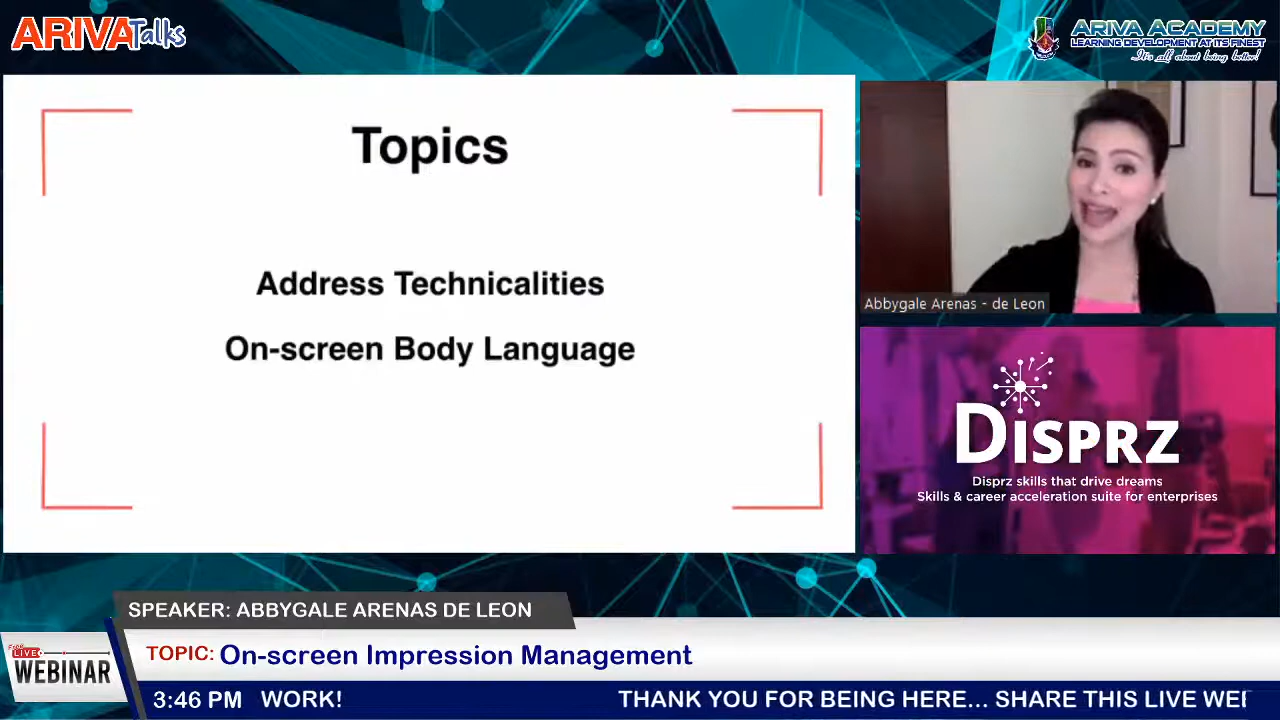 ARIVATalks
ARIVA ACADEMY
LEARNING DEVELOPMENT AT ITS FINEST
It's all about being better!
Topics
Address Technicalities
On-screen Body Language
Abbygale Arenas - de Leon
DISPRZ
Disprz skills that drive dreams
Skills & career acceleration suite for enterprises
SPEAKER: ABBYGALE ARENAS DE LEON
Free
LIVE
WEBINAR
TOPIC: On-screen Impression Management
3:46 PM WORK! THANK YOU FOR BEING HERE... SHARE THIS LIVE WE